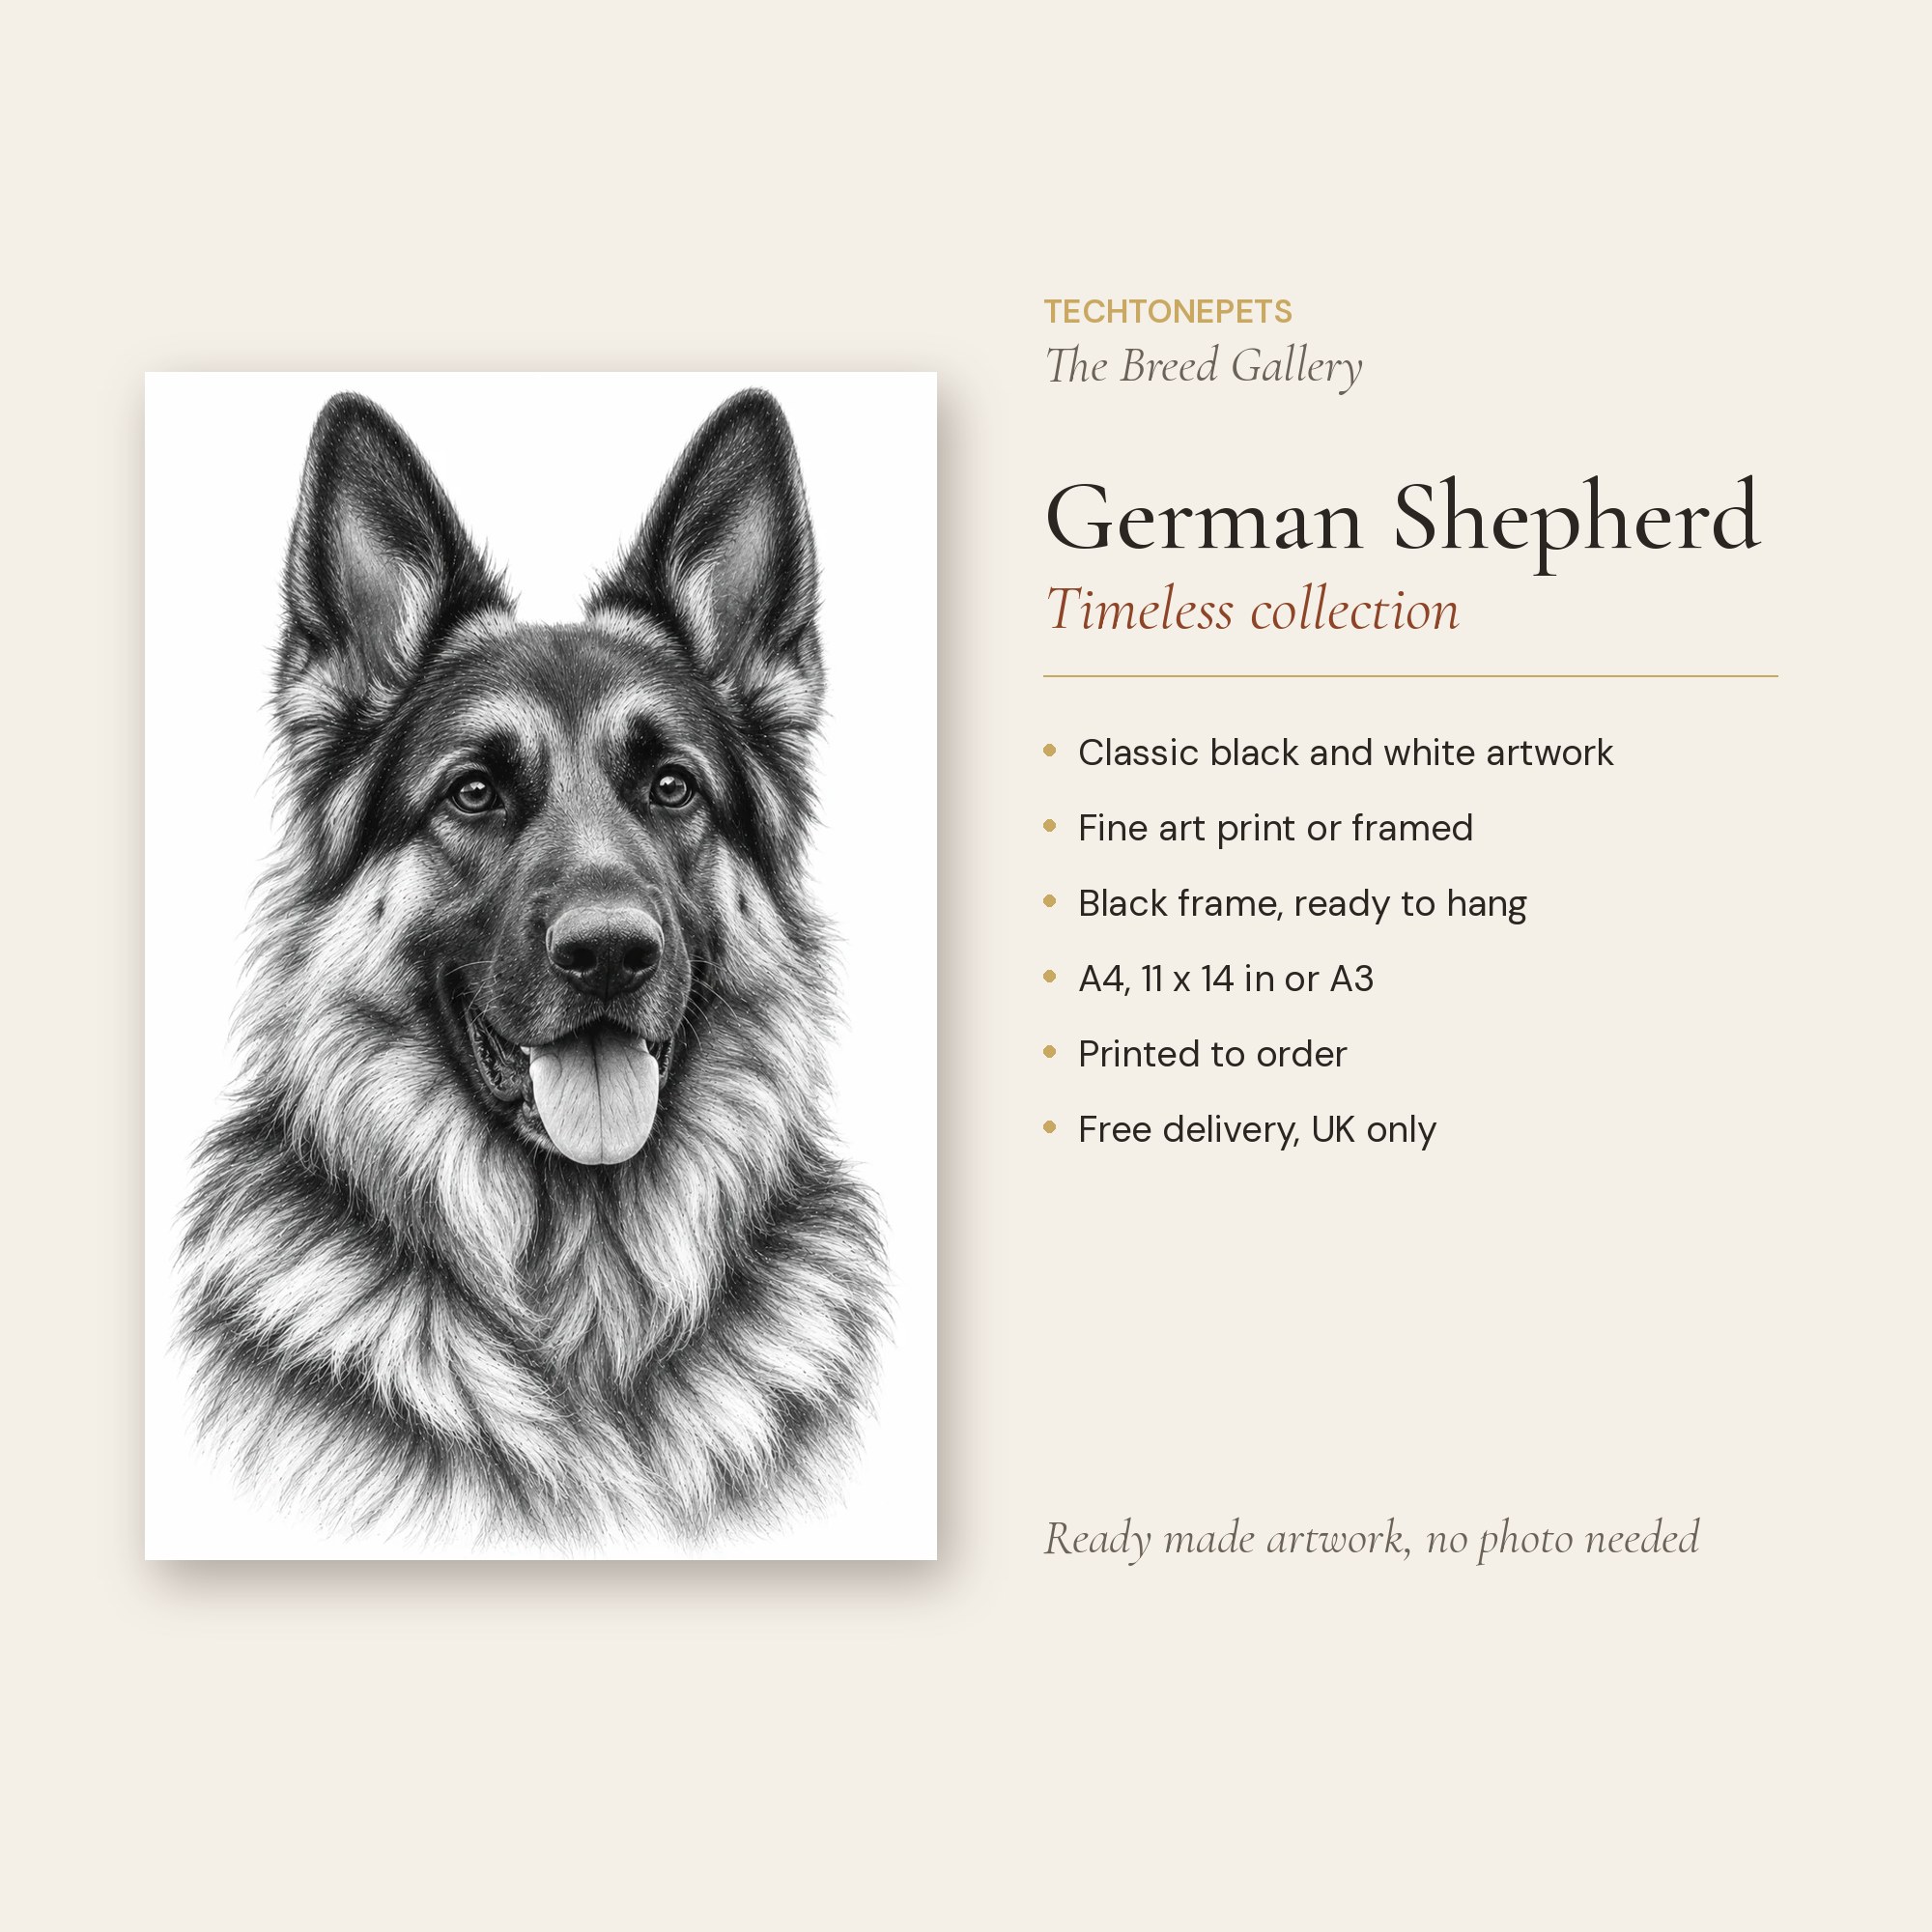 TECHTONEPETS
The Breed Gallery
German Shepherd
Timeless collection
Classic black and white artwork
Fine art print or framed
Black frame, ready to hang
A4, 11 x 14 in or A3
Printed to order
Free delivery, UK only
Ready made artwork, no photo needed